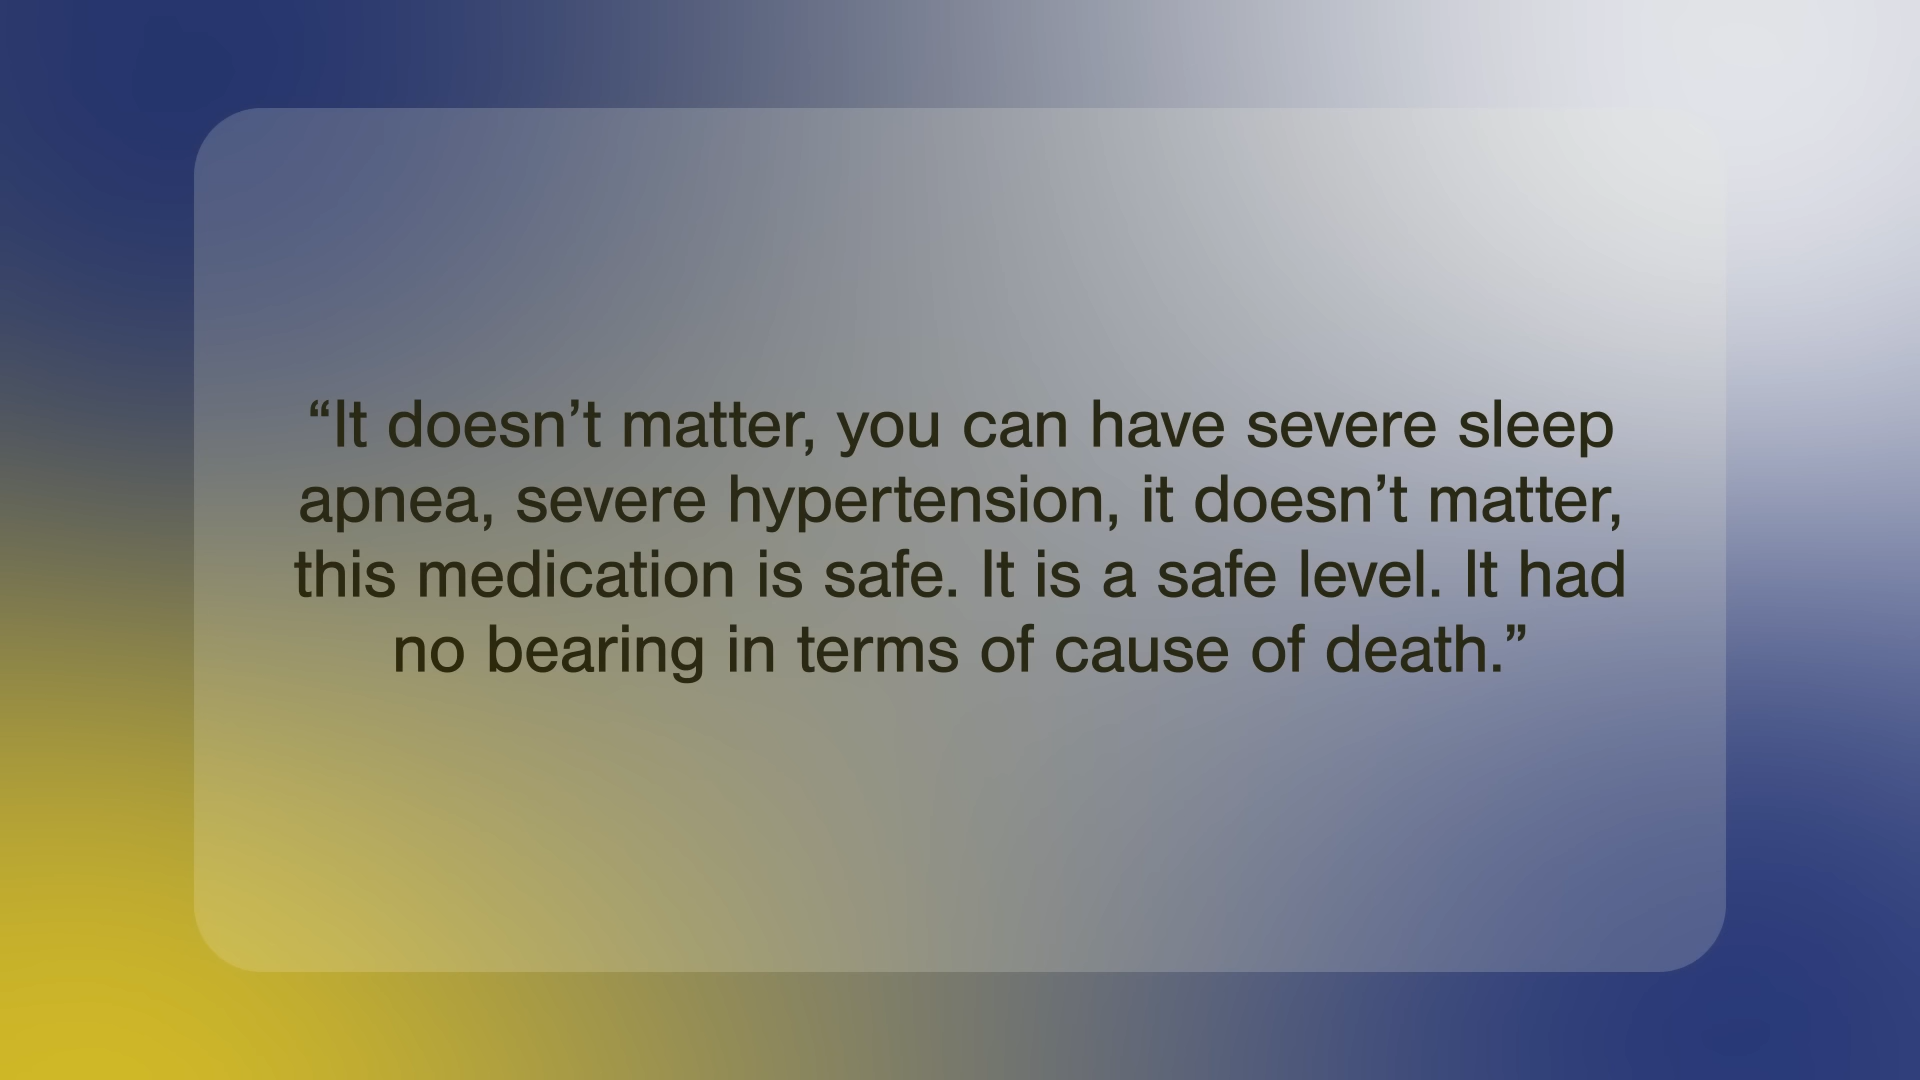 “It doesn’t matter, you can have severe sleep
apnea, severe hypertension, it doesn’t matter,
this medication is safe. It is a safe level. It had
no bearing in terms of cause of death.”